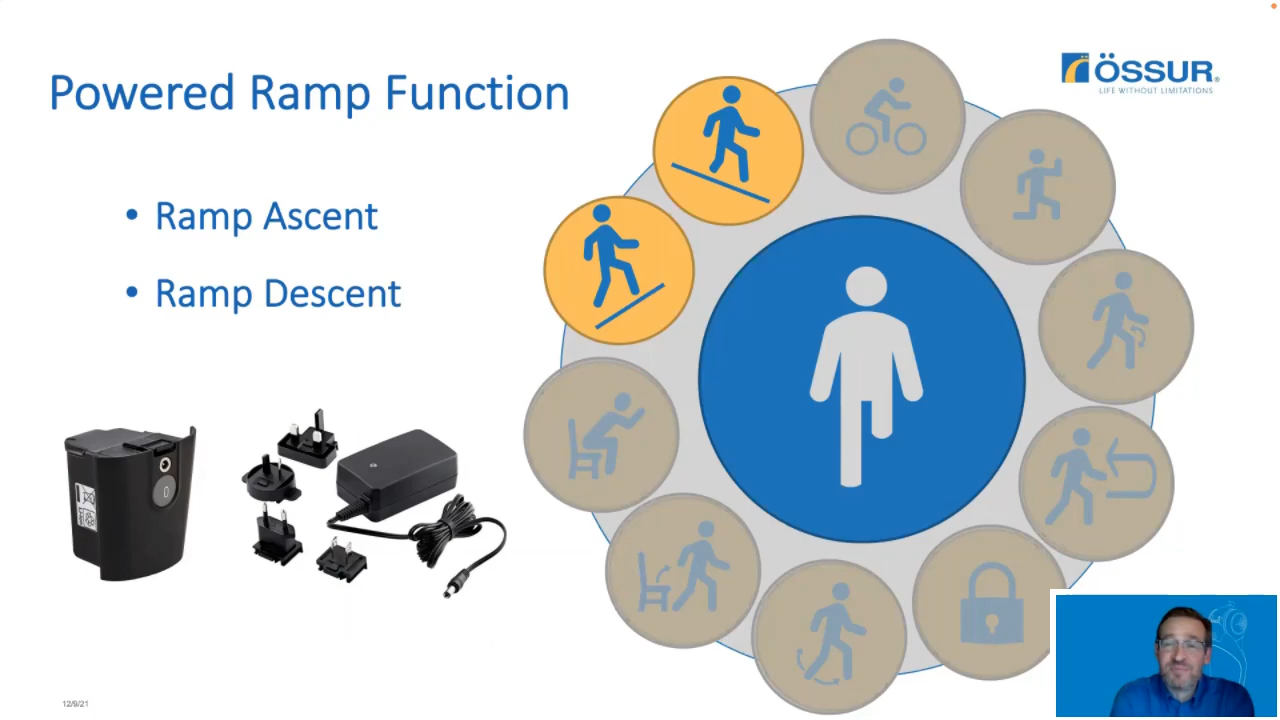 Powered Ramp Function
ÖSSUR®
LIFE WITHOUT LIMITATIONS
• Ramp Ascent
• Ramp Descent
12/9/21